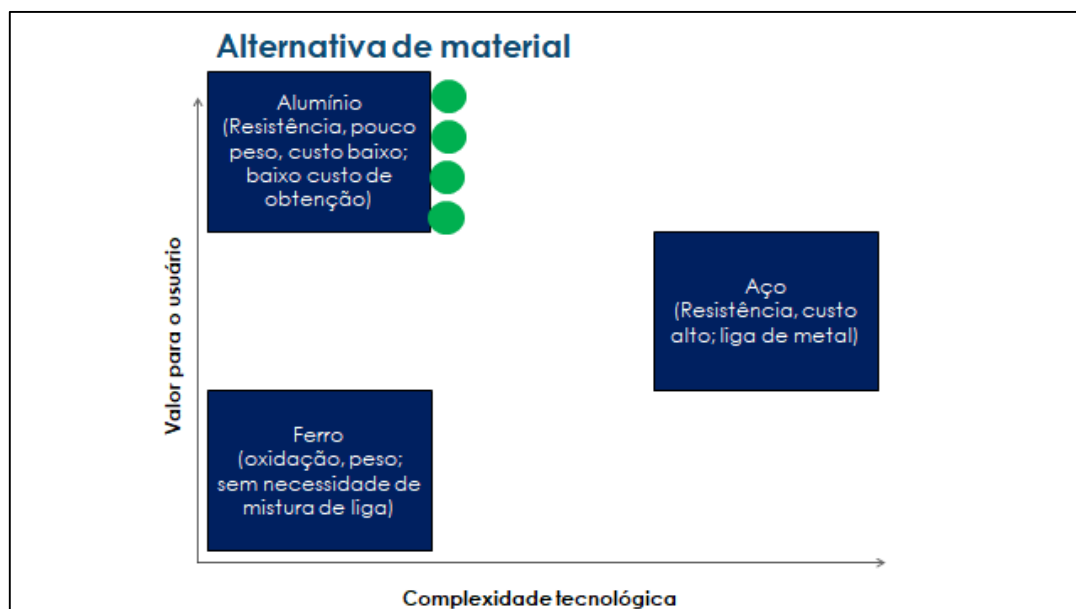 Alternativa de material
Alumínio
(Resistência, pouco
peso, custo baixo;
baixo custo de
obtenção)
Aço
(Resistência, custo
alto; liga de metal)
Ferro
(oxidação, peso;
sem necessidade de
mistura de liga)
Valor para o usuário
Complexidade tecnológica